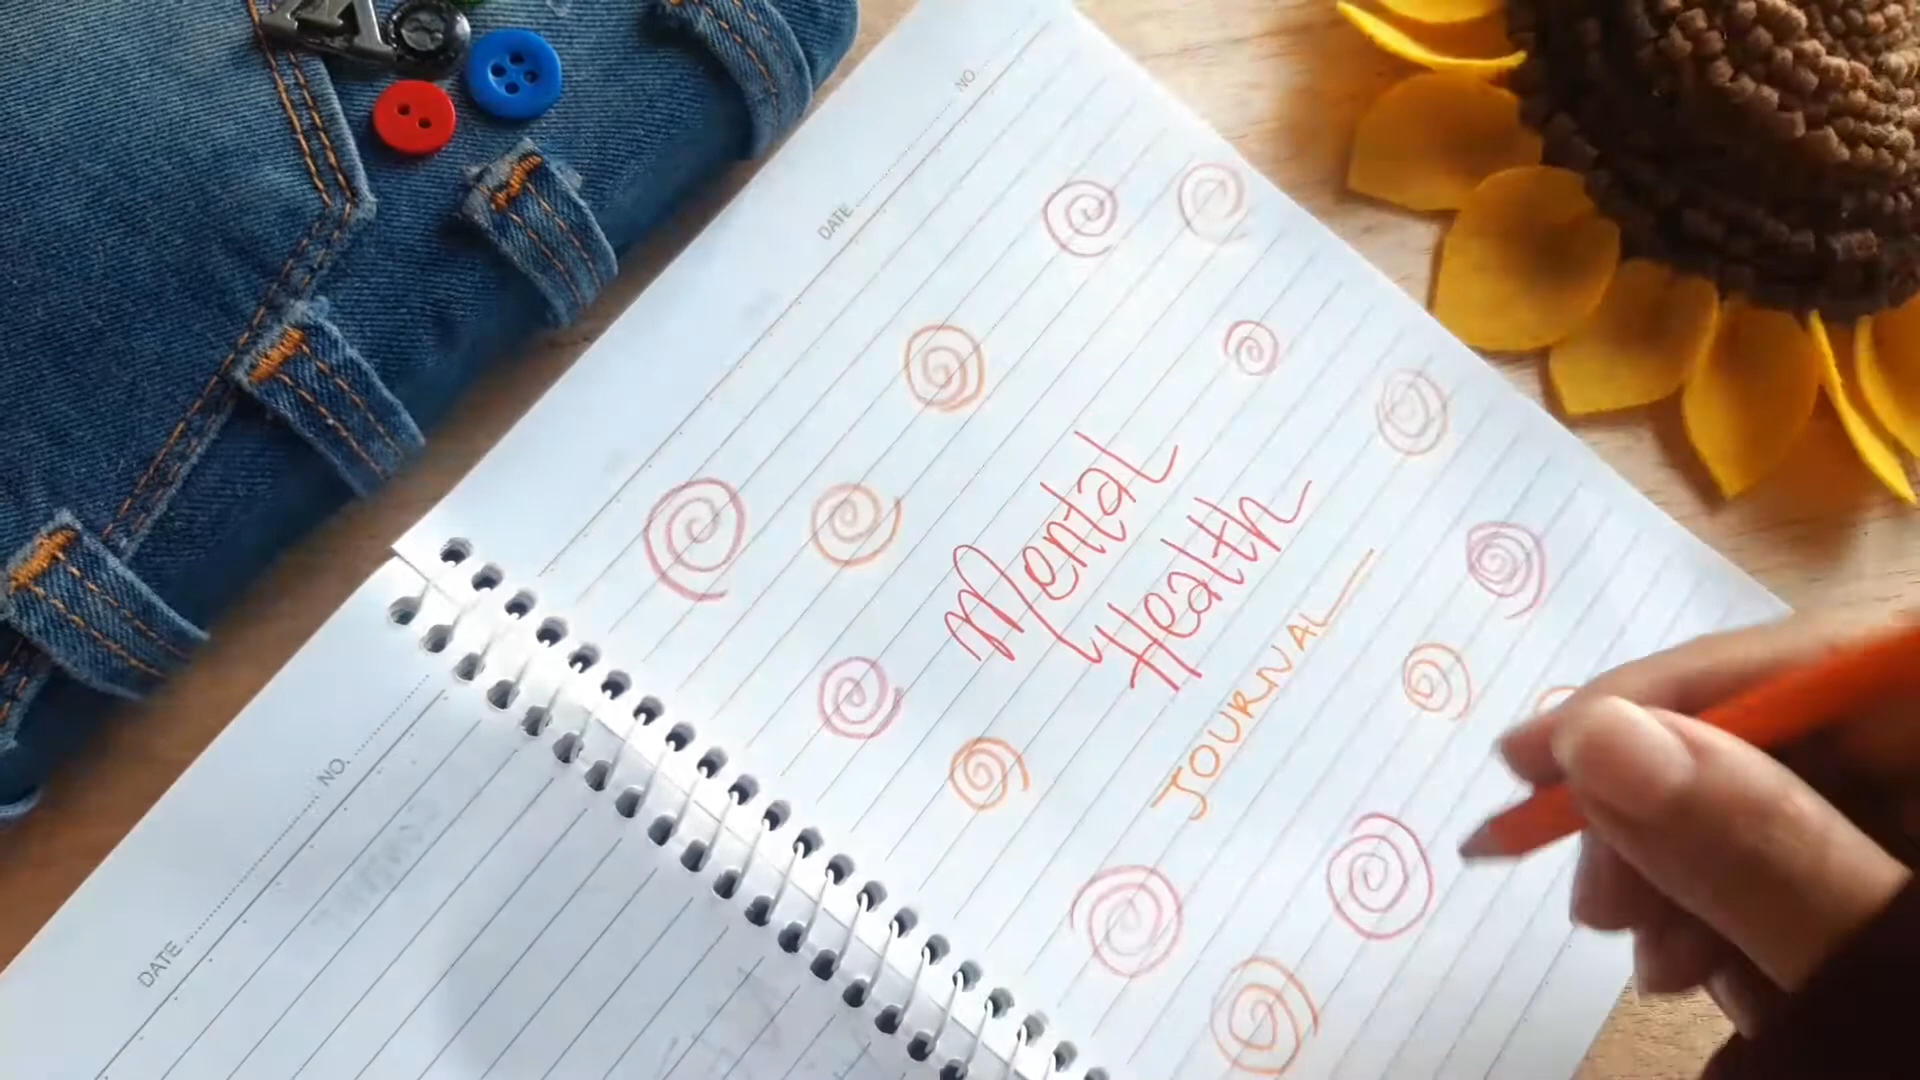 A
NO.
DATE
Mental
Health
JOURNAL
NO.
DATE